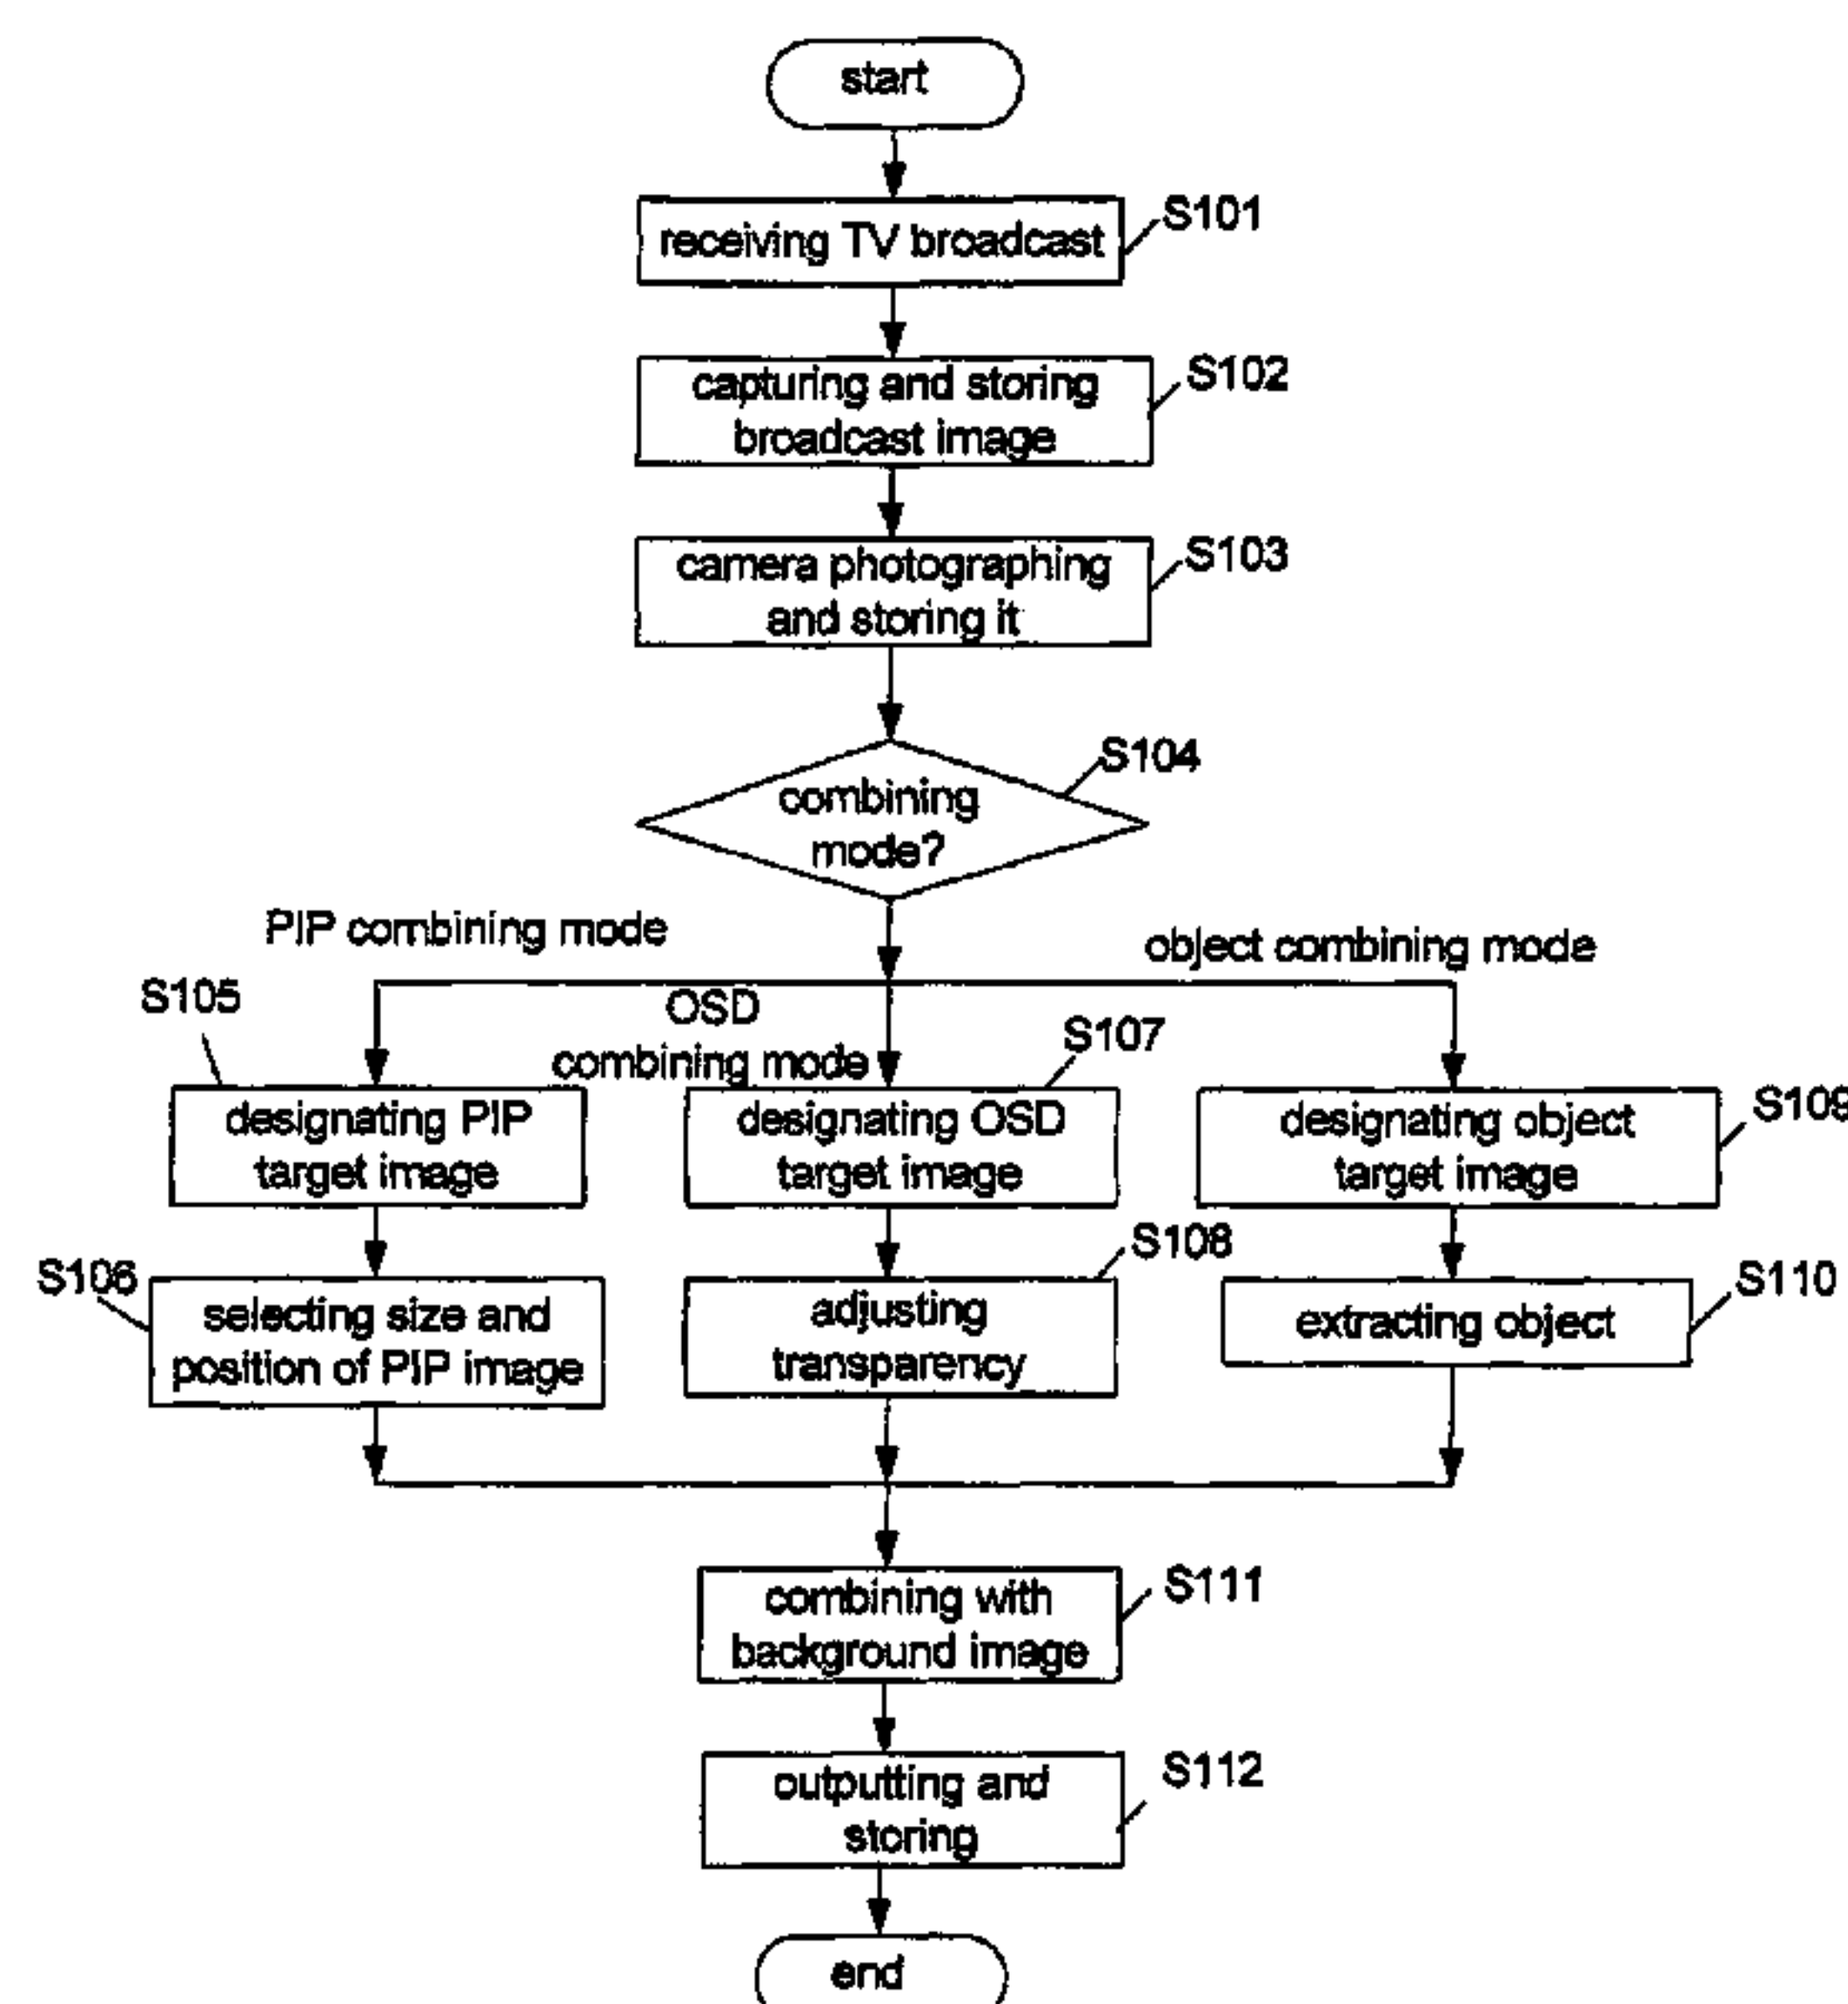 start
receiving TV broadcast
S101
capturing and storing
broadcast image
S102
camera photographing
and storing it
S103
combining
mode?
S104
PIP combining mode
OSD
combining mode
object combining mode
S105
designating PIP
target image
S107
designating OSD
target image
S109
designating object
target image
S106
selecting size and
position of PIP image
S108
adjusting
transparency
S110
extracting object
S111
combining with
background image
S112
outputting and
storing
end